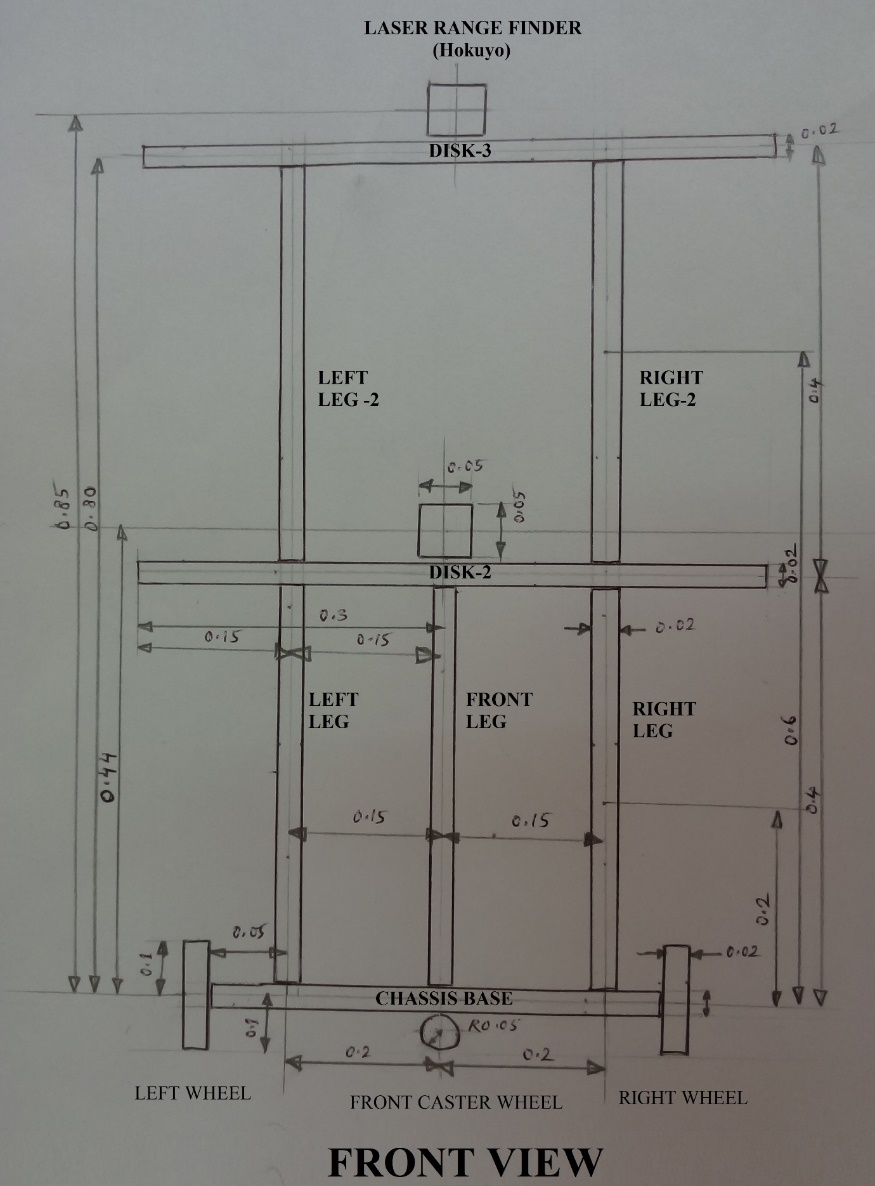 LASER RANGE FINDER
(Hokuyo)
0.02
DISK-3
LEFT
LEG -2
RIGHT
LEG-2
0.4
0.05
0.05
0.85
0.80
DISK-2
0.02
0.3
0.15
0.15
0.02
LEFT
LEG
FRONT
LEG
RIGHT
LEG
0.6
0.44
0.4
0.15
0.15
0.2
0.05
0.02
0.1
CHASSIS BASE
0.1
R0.05
0.2
0.2
LEFT WHEEL
FRONT CASTER WHEEL
RIGHT WHEEL
FRONT VIEW